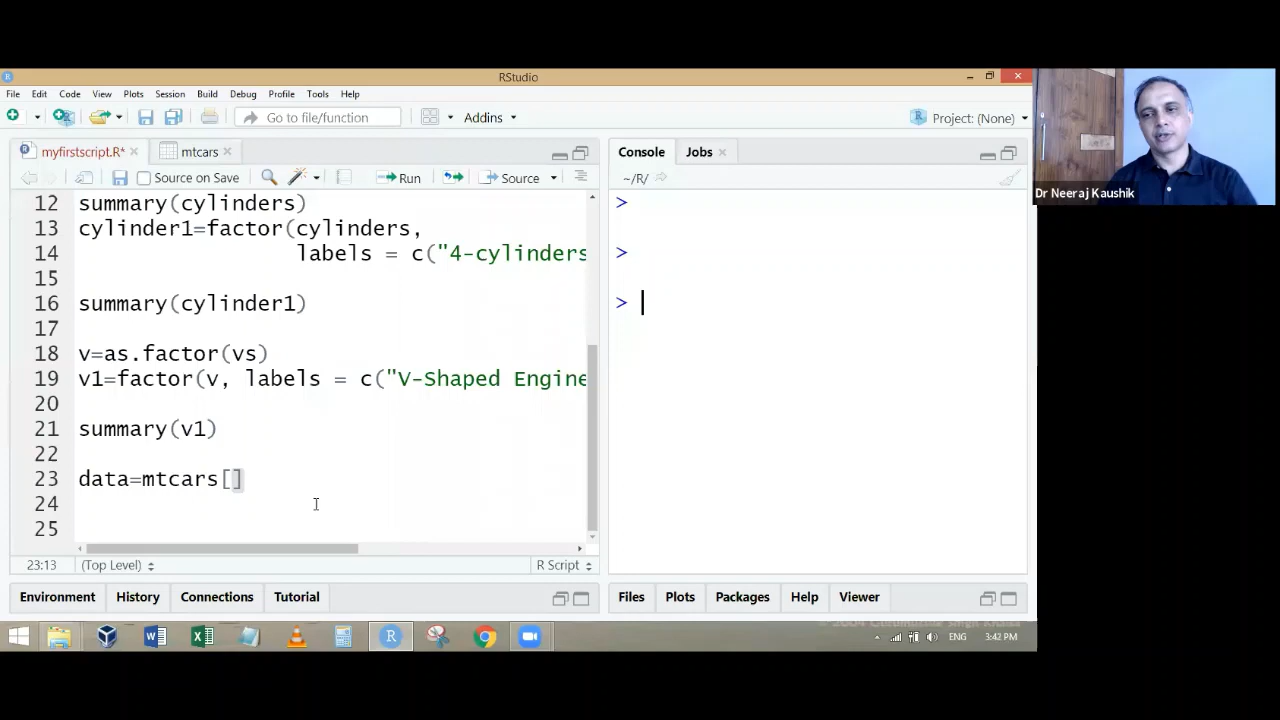 RStudio
File Edit Code View Plots Session Build Debug Profile Tools Help
Go to file/function
Addins
Project: (None)
myfirstscript.R*
mtcars
Source on Save
Run
Source
12 summary(cylinders)
13 cylinder1=factor(cylinders,
14 labels = c("4-cylinders
15
16 summary(cylinder1)
17
18 v=as.factor(vs)
19 v1=factor(v, labels = c("V-Shaped Engine
20
21 summary(v1)
22
23 data=mtcars[]
24
25
23:13 (Top Level) R Script
Environment History Connections Tutorial
Console Jobs
~/R/
>
>
>
Files Plots Packages Help Viewer
Dr Neeraj Kaushik
ENG 3:42 PM